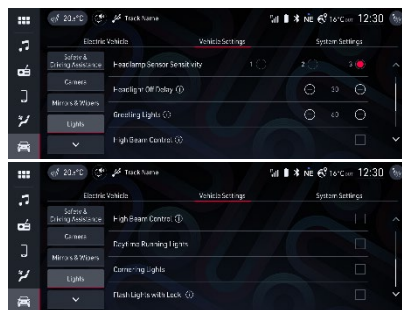 20.5°C Track Name NE 16°C 12:30
Electric Vehicle Vehicle Settings System Settings
Safety &
Driving Assistance
Headlamp Sensor Sensitivity 1 2 3
Camera
Headlight Off Delay 30
Mirrors & Wipers
Greeting Lights 60
Lights
High Beam Control
20.5°C Track Name NE 16°C 12:30
Electric Vehicle Vehicle Settings System Settings
Safety &
Driving Assistance
High Beam Control
Camera
Daytime Running Lights
Mirrors & Wipers
Cornering Lights
Lights
Flash Lights with Lock